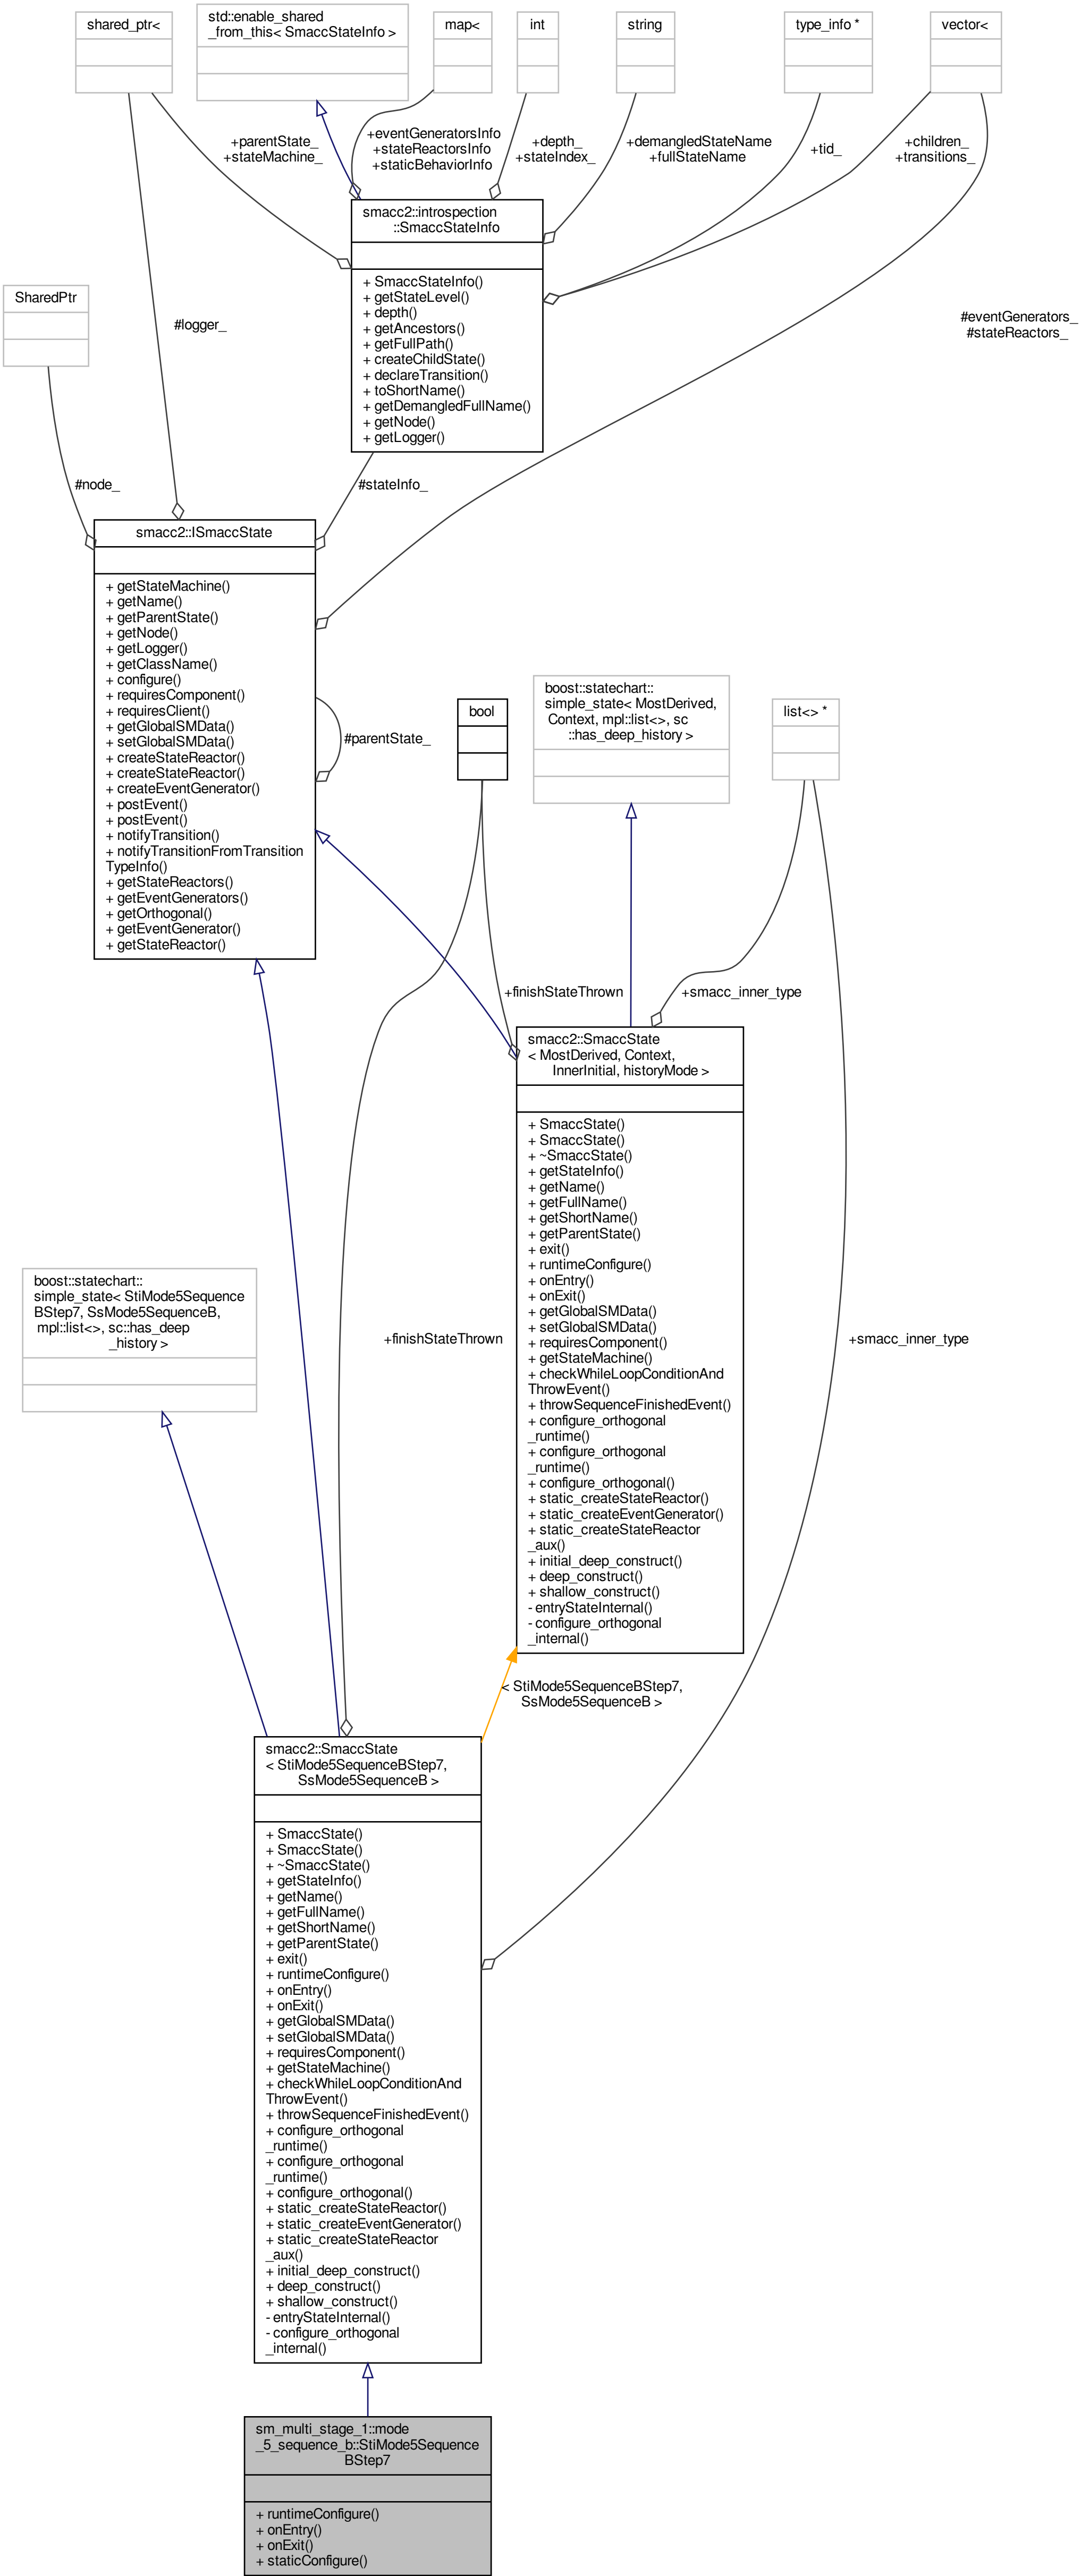 shared_ptr<
std::enable_shared
_from_this< SmaccStateInfo >
map<
int
string
type_info *
vector<
+parentState_
+stateMachine_
+eventGeneratorsInfo
+stateReactorsInfo
+staticBehaviorInfo
+depth_
+stateIndex_
+demangledStateName
+fullStateName
+tid_
+children_
+transitions_
smacc2::introspection
::SmaccStateInfo
+ SmaccStateInfo()
+ getStateLevel()
+ depth()
+ getAncestors()
+ getFullPath()
+ createChildState()
+ declareTransition()
+ toShortName()
+ getDemangledFullName()
+ getNode()
+ getLogger()
SharedPtr
#logger_
#eventGenerators_
#stateReactors_
#node_
#stateInfo_
smacc2::ISmaccState
+ getStateMachine()
+ getName()
+ getParentState()
+ getNode()
+ getLogger()
+ getClassName()
+ configure()
+ requiresComponent()
+ requiresClient()
+ getGlobalSMData()
+ setGlobalSMData()
+ createStateReactor()
+ createStateReactor()
+ createEventGenerator()
+ postEvent()
+ postEvent()
+ notifyTransition()
+ notifyTransitionFromTransition
TypeInfo()
+ getStateReactors()
+ getEventGenerators()
+ getOrthogonal()
+ getEventGenerator()
+ getStateReactor()
#parentState_
bool
boost::statechart::
simple_state< MostDerived,
Context, mpl::list<>, sc
::has_deep_history >
list<> *
+finishStateThrown
+smacc_inner_type
smacc2::SmaccState
< MostDerived, Context,
InnerInitial, historyMode >
+ SmaccState()
+ SmaccState()
+ ~SmaccState()
+ getStateInfo()
+ getName()
+ getFullName()
+ getShortName()
+ getParentState()
+ exit()
+ runtimeConfigure()
+ onEntry()
+ onExit()
+ getGlobalSMData()
+ setGlobalSMData()
+ requiresComponent()
+ getStateMachine()
+ checkWhileLoopConditionAnd
ThrowEvent()
+ throwSequenceFinishedEvent()
+ configure_orthogonal
_runtime()
+ configure_orthogonal
_runtime()
+ configure_orthogonal()
+ static_createStateReactor()
+ static_createEventGenerator()
+ static_createStateReactor
_aux()
+ initial_deep_construct()
+ deep_construct()
+ shallow_construct()
- entryStateInternal()
- configure_orthogonal
_internal()
boost::statechart::
simple_state< StiMode5Sequence
BStep7, SsMode5SequenceB,
mpl::list<>, sc::has_deep
_history >
+finishStateThrown
+smacc_inner_type
< StiMode5SequenceBStep7,
SsMode5SequenceB >
smacc2::SmaccState
< StiMode5SequenceBStep7,
SsMode5SequenceB >
+ SmaccState()
+ SmaccState()
+ ~SmaccState()
+ getStateInfo()
+ getName()
+ getFullName()
+ getShortName()
+ getParentState()
+ exit()
+ runtimeConfigure()
+ onEntry()
+ onExit()
+ getGlobalSMData()
+ setGlobalSMData()
+ requiresComponent()
+ getStateMachine()
+ checkWhileLoopConditionAnd
ThrowEvent()
+ throwSequenceFinishedEvent()
+ configure_orthogonal
_runtime()
+ configure_orthogonal
_runtime()
+ configure_orthogonal()
+ static_createStateReactor()
+ static_createEventGenerator()
+ static_createStateReactor
_aux()
+ initial_deep_construct()
+ deep_construct()
+ shallow_construct()
- entryStateInternal()
- configure_orthogonal
_internal()
sm_multi_stage_1::mode
_5_sequence_b::StiMode5Sequence
BStep7
+ runtimeConfigure()
+ onEntry()
+ onExit()
+ staticConfigure()